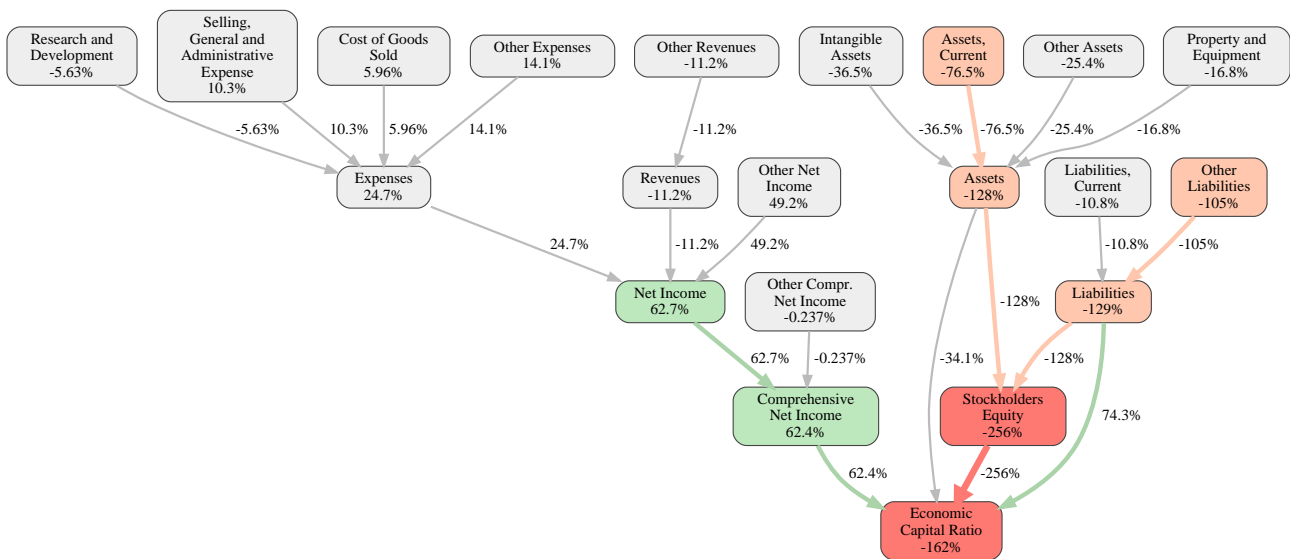 Research and
Development
-5.63%
Selling,
General and
Administrative
Expense
10.3%
Cost of Goods
Sold
5.96%
Other Expenses
14.1%
Other Revenues
-11.2%
Intangible
Assets
-36.5%
Assets,
Current
-76.5%
Other Assets
-25.4%
Property and
Equipment
-16.8%
-5.63%
10.3%
5.96%
14.1%
-11.2%
-36.5%
-76.5%
-25.4%
-16.8%
Expenses
24.7%
Revenues
-11.2%
Other Net
Income
49.2%
Assets
-128%
Liabilities,
Current
-10.8%
Other
Liabilities
-105%
24.7%
-11.2%
49.2%
-10.8%
-105%
Net Income
62.7%
Other Compr.
Net Income
-0.237%
-128%
Liabilities
-129%
62.7%
-0.237%
-34.1%
-128%
Comprehensive
Net Income
62.4%
Stockholders
Equity
-256%
74.3%
62.4%
-256%
Economic
Capital Ratio
-162%